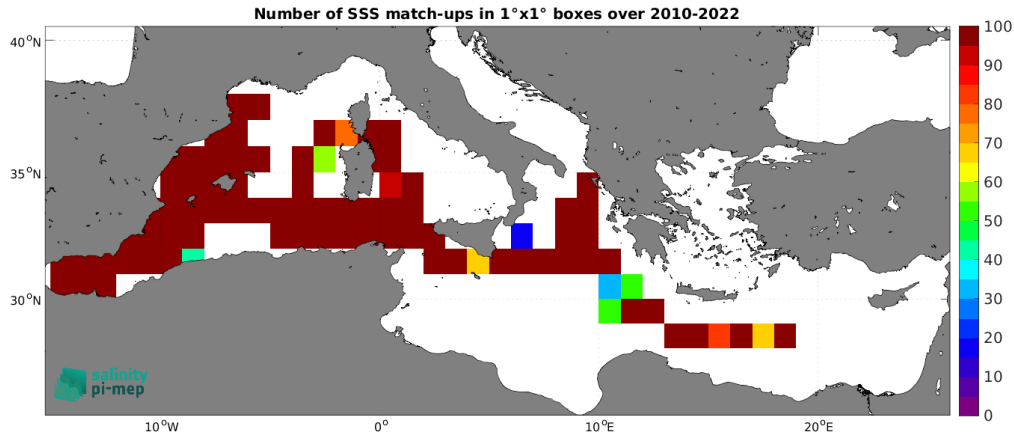 Number of SSS match-ups in 1°x1° boxes over 2010-2022
40°N
35°N
30°N
10°W
0°
10°E
20°E
100
90
80
70
60
50
40
30
20
10
0
salinity
pi-mep